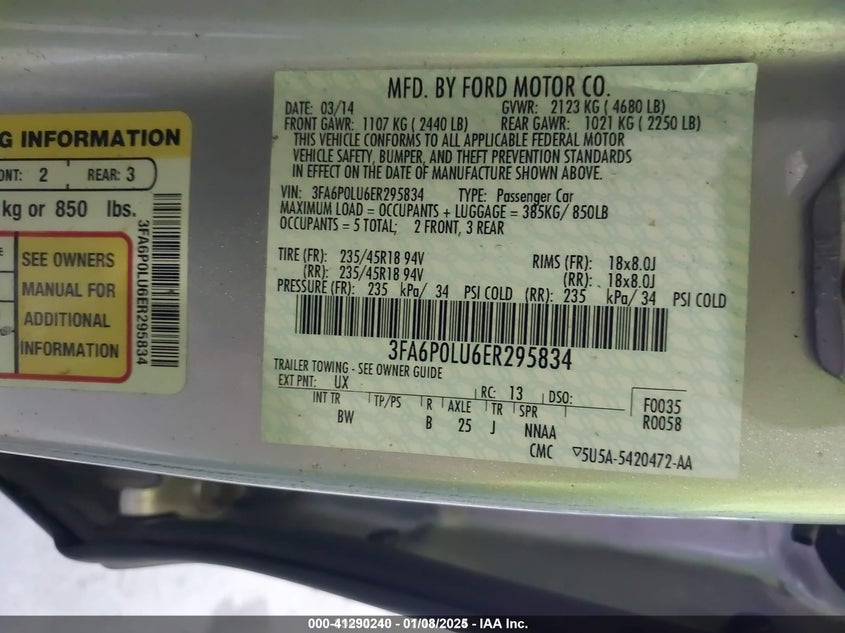 G INFORMATION
ONT: 2 REAR: 3
kg or 850 lbs.
SEE OWNERS
MANUAL FOR
ADDITIONAL
INFORMATION
3FA6P0LU6ER295834
MFD. BY FORD MOTOR CO.
DATE: 03/14 GVWR: 2123 KG ( 4680 LB)
FRONT GAWR: 1107 KG ( 2440 LB) REAR GAWR: 1021 KG ( 2250 LB)
THIS VEHICLE CONFORMS TO ALL APPLICABLE FEDERAL MOTOR
VEHICLE SAFETY, BUMPER, AND THEFT PREVENTION STANDARDS
IN EFFECT ON THE DATE OF MANUFACTURE SHOWN ABOVE.
VIN: 3FA6P0LU6ER295834 TYPE: Passenger Car
MAXIMUM LOAD = OCCUPANTS + LUGGAGE = 385KG/ 850LB
OCCUPANTS = 5 TOTAL; 2 FRONT, 3 REAR
TIRE (FR): 235/45R18 94V RIMS (FR): 18x8.0J
(RR): 235/45R18 94V (RR): 18x8.0J
PRESSURE (FR): 235 kPa/ 34 PSI COLD (RR): 235 kPa/ 34 PSI COLD
3FA6P0LU6ER295834
TRAILER TOWING - SEE OWNER GUIDE
EXT PNT: UX RC: 13 DSO:
INT TR TP/PS R AXLE TR SPR F0035
BW B 25 J NNAA R0058
CMC ▽5U5A-5420472-AA
000-41290240 - 01/08/2025 - IAA Inc.